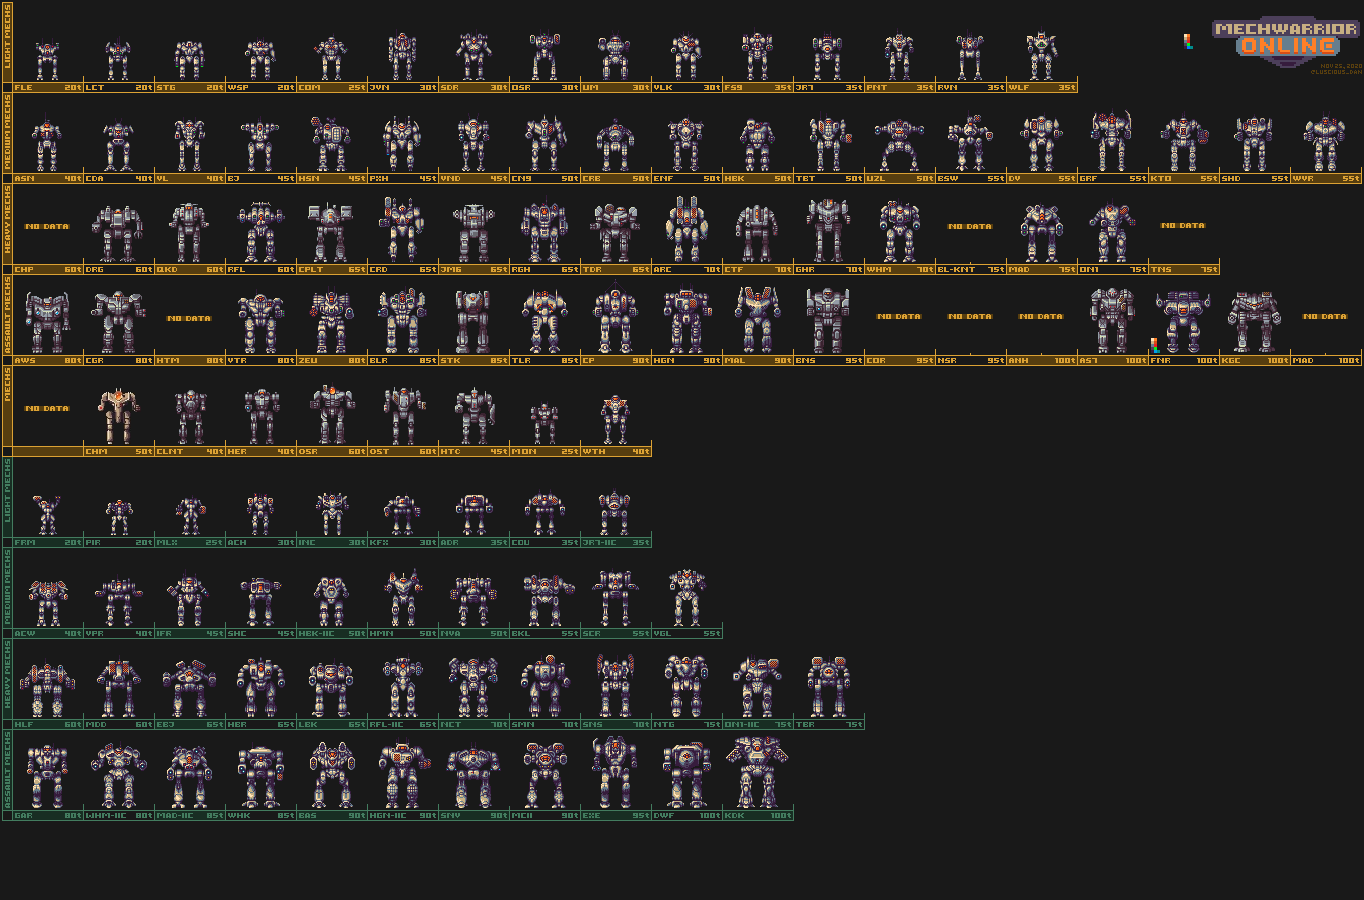 MECHWARRIOR
ONLINE
NOV 25, 2020
@LUSCIOUS_DAN
LIGHT MECHS
FLE 20t LCT 20t STG 20t WSP 20t COM 25t JVN 30t SDR 30t OSR 30t UM 30t VLK 30t FS9 35t JR7 35t PNT 35t RVN 35t WLF 35t
MEDIUM MECHS
ASN 40t CDA 40t VL 40t BJ 45t HSN 45t PXH 45t VND 45t CN9 50t CRB 50t ENF 50t HBK 50t TBT 50t UZL 50t BSW 55t DV 55t GRF 55t KTO 55t SHD 55t WVR 55t
HEAVY MECHS
NO DATA NO DATA NO DATA
CHP 60t DRG 60t QKD 60t RFL 60t CPLT 65t CRD 65t JM6 65t RGH 65t TDR 65t ARC 70t CTF 70t GHR 70t WHM 70t BL-KNT 75t MAD 75t ON1 75t TNS 75t
ASSAULT MECHS
NO DATA NO DATA NO DATA NO DATA NO DATA
AWS 80t CGR 80t HTM 80t VTR 80t ZEU 80t BLR 85t STK 85t TLR 85t CP 90t HGN 90t MAL 90t BNS 95t COR 95t NSR 95t ANH 100t AS7 100t FNR 100t KGC 100t MAD 100t
MECHS
NO DATA
CHM 50t CLNT 40t HER 40t OSR 60t OST 60t HTC 45t MON 25t WTH 40t
LIGHT MECHS
FRM 20t PIR 20t MLX 25t ACH 30t INC 30t KFX 30t ADR 35t COU 35t JR7-IIC 35t
MEDIUM MECHS
ACW 40t VPR 40t IFR 45t SHC 45t HBK-IIC 50t HMN 50t NVA 50t BKL 55t SCR 55t VGL 55t
HEAVY MECHS
HLF 60t MDD 60t EBJ 65t HBR 65t LBK 65t RFL-IIC 65t NCT 70t SMN 70t SNS 70t NTG 75t ON1-IIC 75t TBR 75t
ASSAULT MECHS
GAR 80t WHM-IIC 80t MAD-IIC 85t WHK 85t BAS 90t HGN-IIC 90t SNV 90t MCII 90t EXE 95t DWF 100t KDK 100t